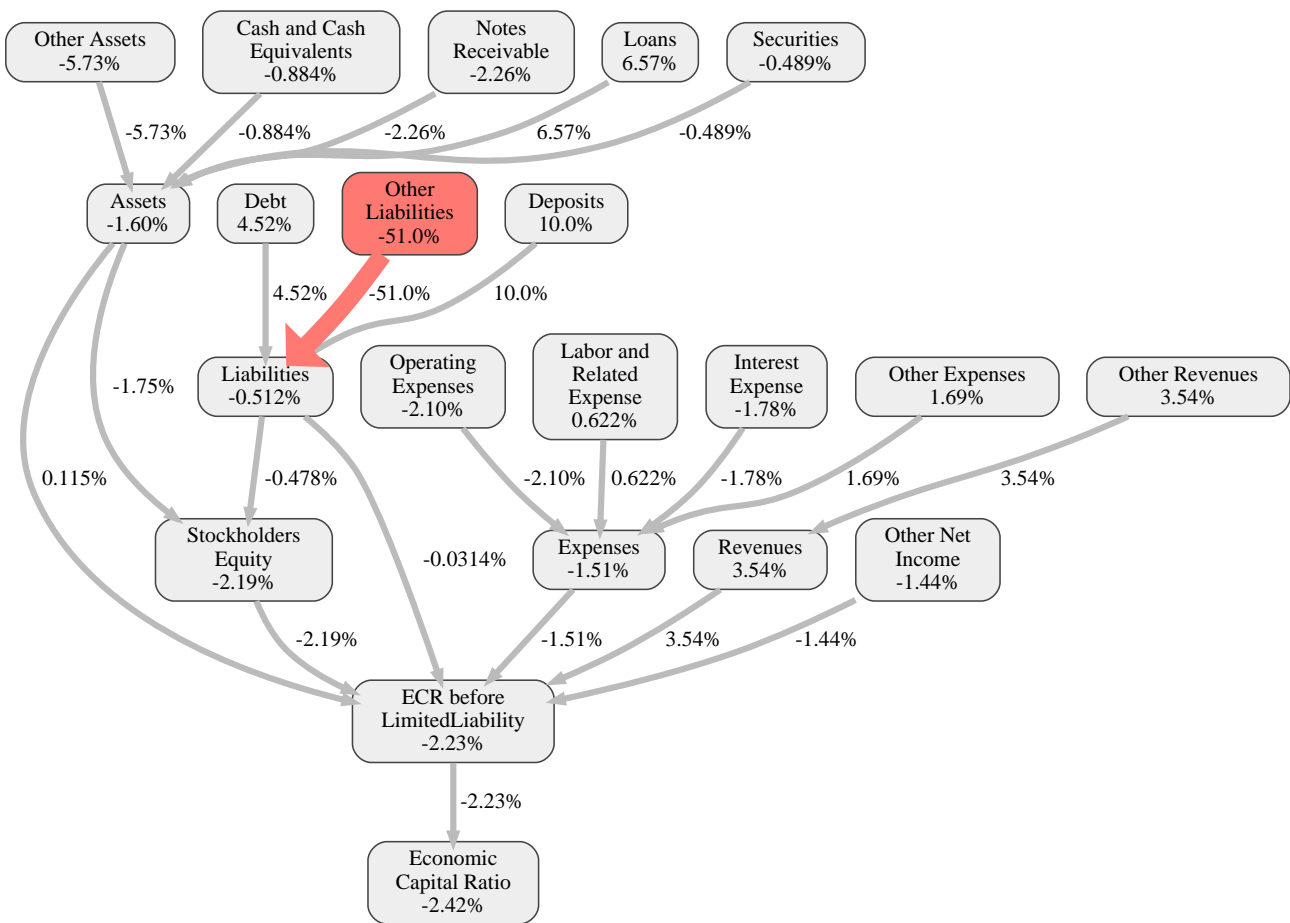 Other Assets
-5.73%
Cash and Cash
Equivalents
-0.884%
Notes
Receivable
-2.26%
Loans
6.57%
Securities
-0.489%
-5.73%
-0.884%
-2.26%
6.57%
-0.489%
Assets
-1.60%
Debt
4.52%
Other
Liabilities
-51.0%
Deposits
10.0%
4.52%
-51.0%
10.0%
Liabilities
-0.512%
Operating
Expenses
-2.10%
Labor and
Related
Expense
0.622%
Interest
Expense
-1.78%
Other Expenses
1.69%
Other Revenues
3.54%
-1.75%
0.115%
-0.478%
-2.10%
0.622%
-1.78%
1.69%
3.54%
Stockholders
Equity
-2.19%
-0.0314%
Expenses
-1.51%
Revenues
3.54%
Other Net
Income
-1.44%
-2.19%
-1.51%
3.54%
-1.44%
ECR before
LimitedLiability
-2.23%
-2.23%
Economic
Capital Ratio
-2.42%